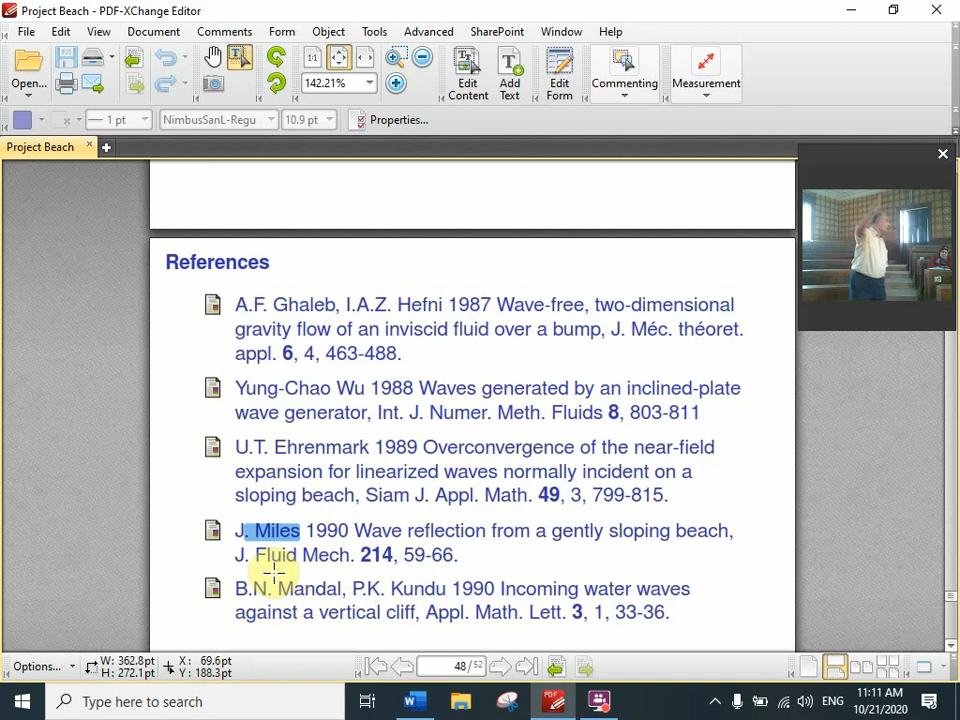 Project Beach - PDF-XChange Editor
File Edit View Document Comments Form Object Tools Advanced SharePoint Window Help
Open...
1:1
142.21%
Edit Content
Add Text
Edit Form
Commenting
Measurement
1 pt
NimbusSanL-Regu
10.9 pt
Properties...
Project Beach
References
A.F. Ghaleb, I.A.Z. Hefni 1987 Wave-free, two-dimensional
gravity flow of an inviscid fluid over a bump, J. Méc. théoret.
appl. 6, 4, 463-488.
Yung-Chao Wu 1988 Waves generated by an inclined-plate
wave generator, Int. J. Numer. Meth. Fluids 8, 803-811
U.T. Ehrenmark 1989 Overconvergence of the near-field
expansion for linearized waves normally incident on a
sloping beach, Siam J. Appl. Math. 49, 3, 799-815.
J. Miles 1990 Wave reflection from a gently sloping beach,
J. Fluid Mech. 214, 59-66.
B.N. Mandal, P.K. Kundu 1990 Incoming water waves
against a vertical cliff, Appl. Math. Lett. 3, 1, 33-36.
Options...
W: 362.8pt
H: 272.1pt
X: 69.6pt
Y: 188.3pt
48 / 52
Type here to search
W
PDF
ENG
11:11 AM
10/21/2020